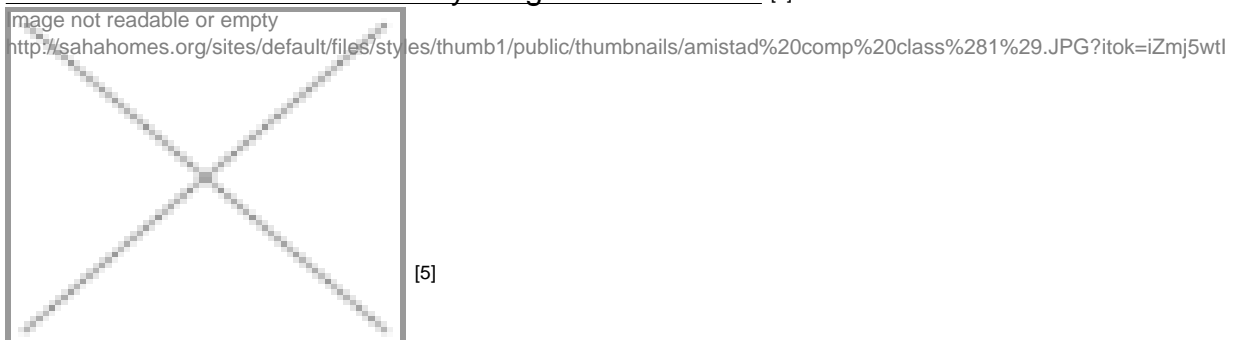 Image not readable or empty
http://sahahomes.org/sites/default/files/styles/thumb1/public/thumbnails/amistad%20comp%20class%281%29.JPG?itok=iZmj5wtI
[5]